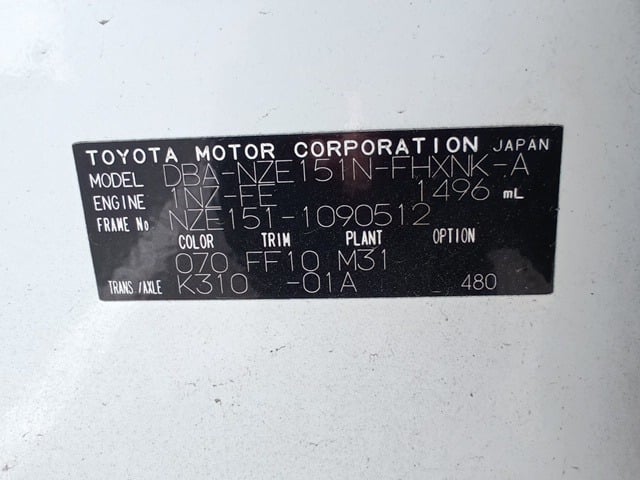 TOYOTA MOTOR CORPORATION JAPAN
MODEL DBA-NZE151N-FHXNK-A
ENGINE 1NZ-FE 1496 mL
FRAME No. NZE151-1090512
COLOR TRIM PLANT OPTION
070 FF10 M31
TRANS./AXLE K310 -01A 480